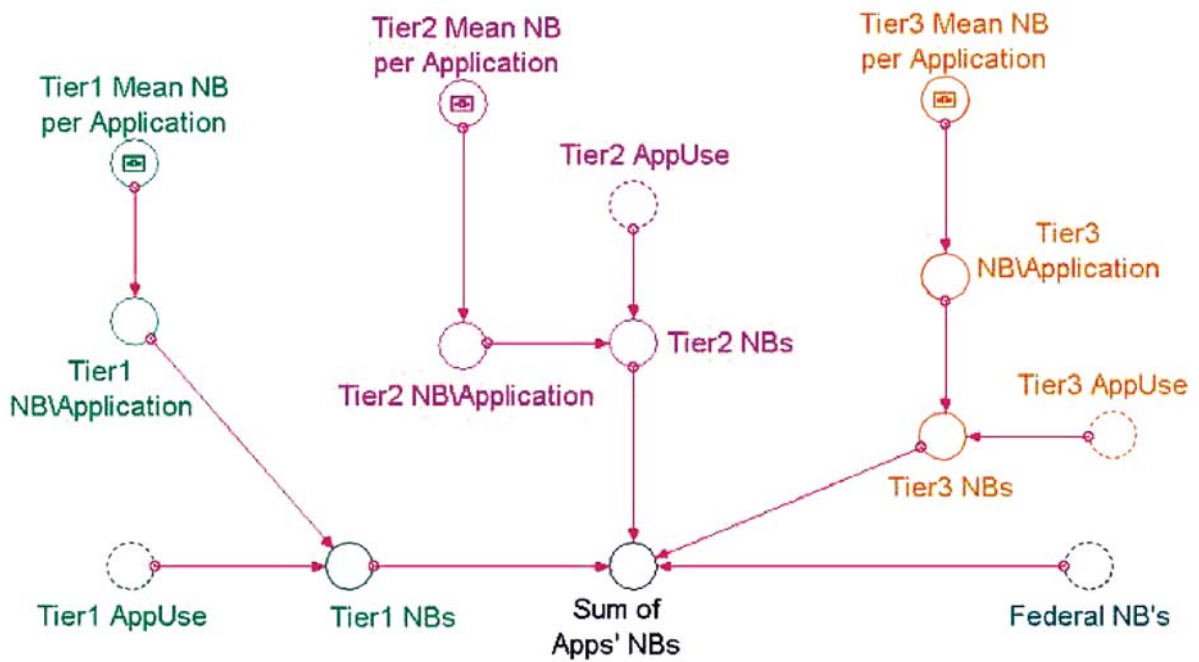 Tier2 Mean NB
per Application
Tier3 Mean NB
per Application
Tier1 Mean NB
per Application
Tier2 AppUse
Tier3
NB\Application
Tier2 NBs
Tier1
NB\Application
Tier2 NB\Application
Tier3 AppUse
Tier3 NBs
Tier1 AppUse
Tier1 NBs
Sum of
Apps' NBs
Federal NB's